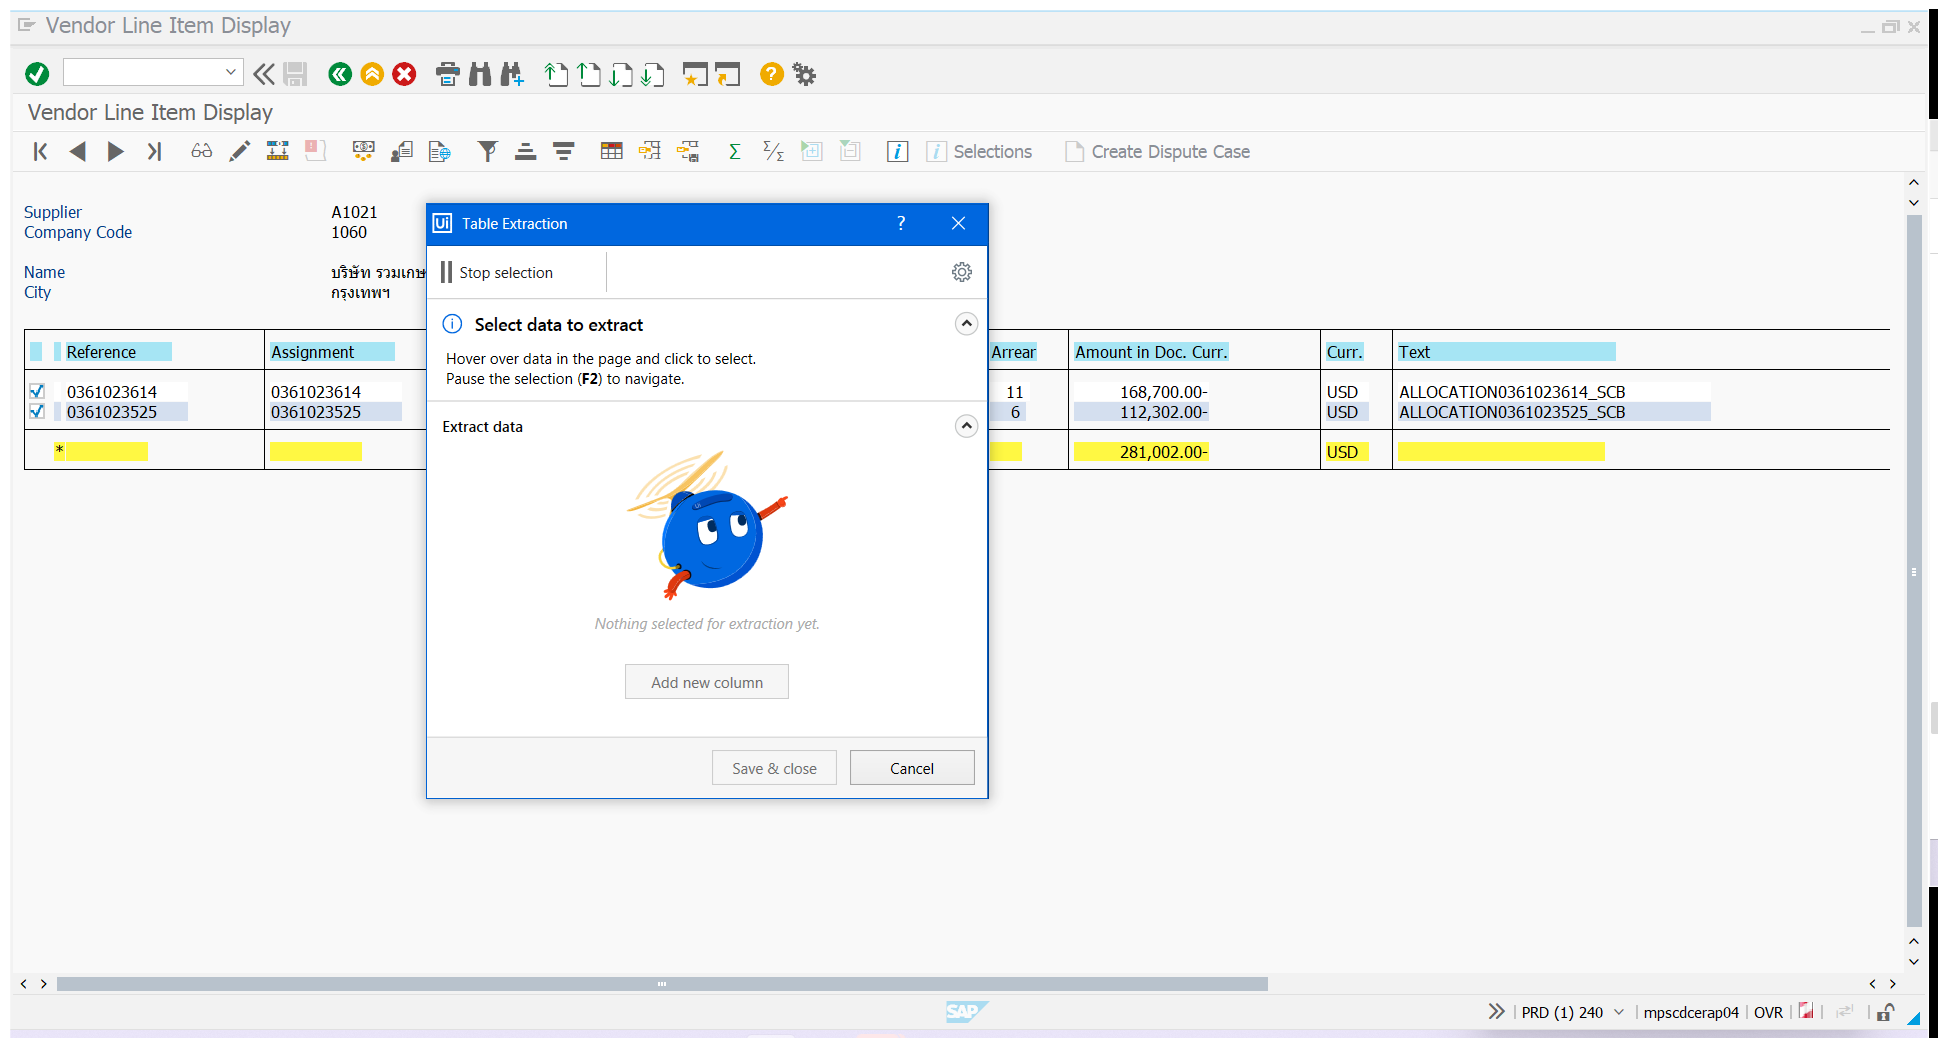 Vendor Line Item Display
Vendor Line Item Display
Selections
Create Dispute Case
Supplier A1021
Company Code 1060
Name บริษัท รวมเกษ
City กรุงเทพฯ
Ui Table Extraction ?
Stop selection
Select data to extract
Hover over data in the page and click to select.
Pause the selection (F2) to navigate.
Extract data
Nothing selected for extraction yet.
Add new column
Save & close Cancel
Reference Assignment Arrear Amount in Doc. Curr. Curr. Text
0361023614 0361023614 11 168,700.00- USD ALLOCATION0361023614_SCB
0361023525 0361023525 6 112,302.00- USD ALLOCATION0361023525_SCB
* 281,002.00- USD
SAP
PRD (1) 240 mpscdcerap04 OVR